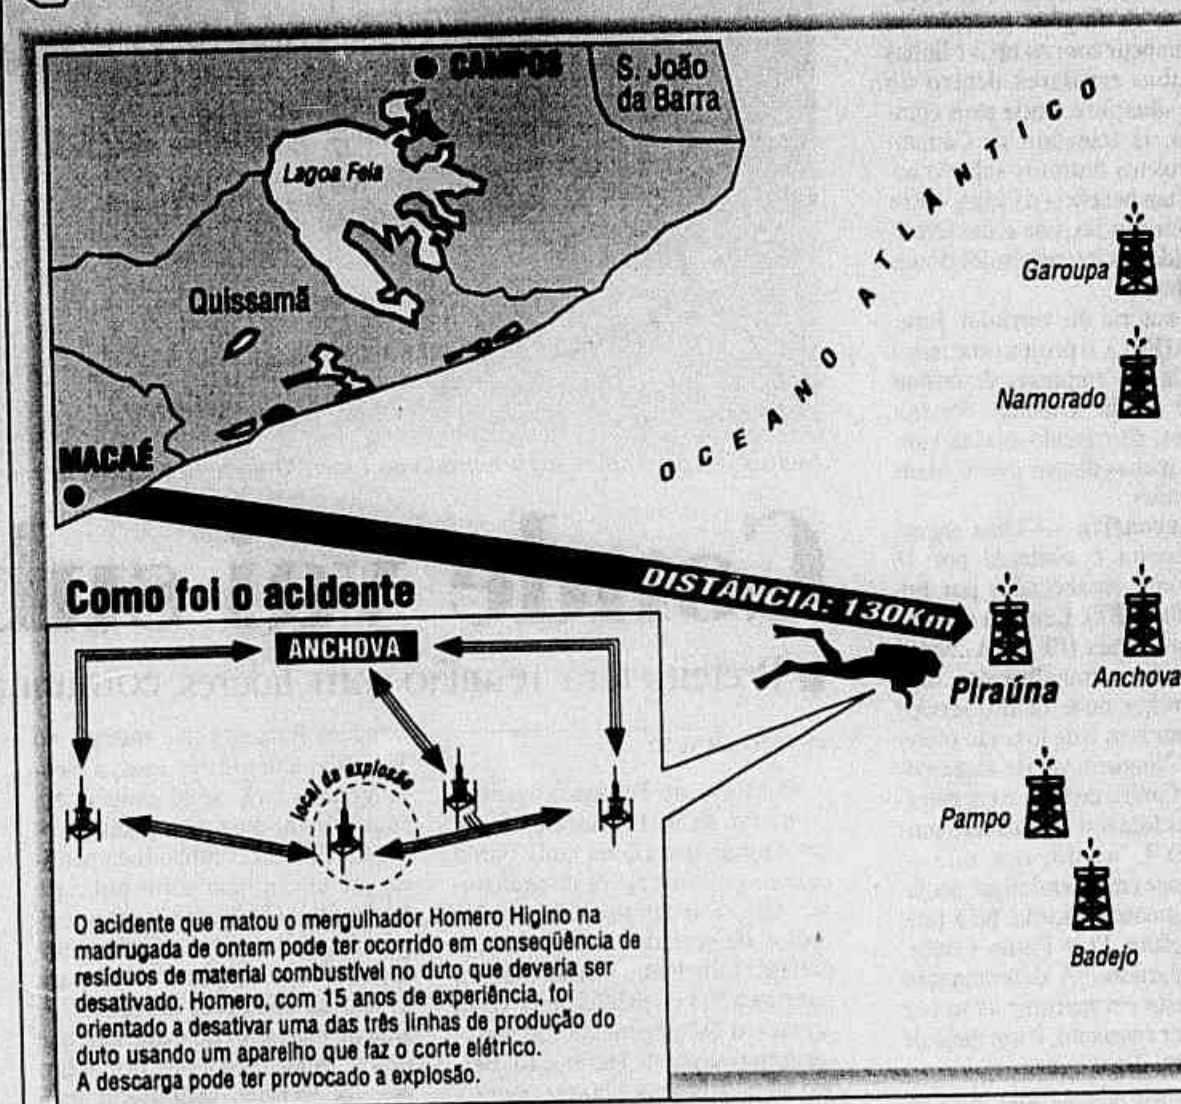 CAMPOS
S. João
da Barra
Lagoa Feia
Quissamã
MACAÉ
OCEANO ATLÂNTICO
Garoupa
Namorado
DISTÂNCIA: 130Km
Piraúna
Anchova
Pampo
Badejo
Como foi o acidente
ANCHOVA
local da explosão
O acidente que matou o mergulhador Homero Higino na
madrugada de ontem pode ter ocorrido em conseqüência de
resíduos de material combustível no duto que deveria ser
desativado. Homero, com 15 anos de experiência, foi
orientado a desativar uma das três linhas de produção do
duto usando um aparelho que faz o corte elétrico.
A descarga pode ter provocado a explosão.